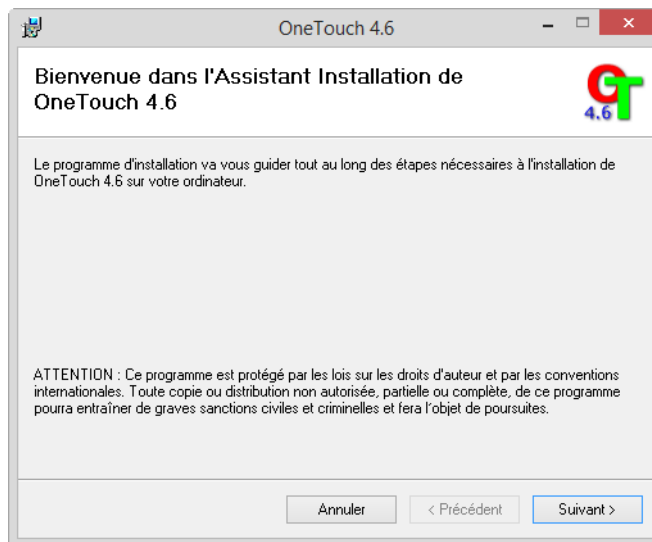 OneTouch 4.6
Bienvenue dans l'Assistant Installation de
OneTouch 4.6
OT
4.6
Le programme d'installation va vous guider tout au long des étapes nécessaires à l'installation de
OneTouch 4.6 sur votre ordinateur.
ATTENTION : Ce programme est protégé par les lois sur les droits d'auteur et par les conventions
internationales. Toute copie ou distribution non autorisée, partielle ou complète, de ce programme
pourra entraîner de graves sanctions civiles et criminelles et fera l'objet de poursuites.
Annuler
< Précédent
Suivant >